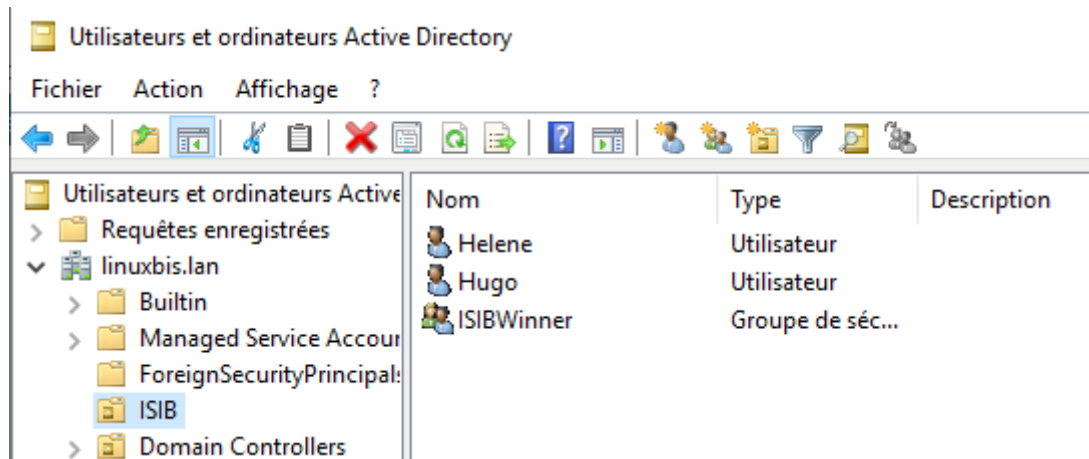 Utilisateurs et ordinateurs Active Directory
Fichier Action Affichage ?
Utilisateurs et ordinateurs Active
Requêtes enregistrées
linuxbis.lan
Builtin
Managed Service Accour
ForeignSecurityPrincipals
ISIB
Domain Controllers
Nom Type Description
Helene Utilisateur
Hugo Utilisateur
ISIBWinner Groupe de séc...